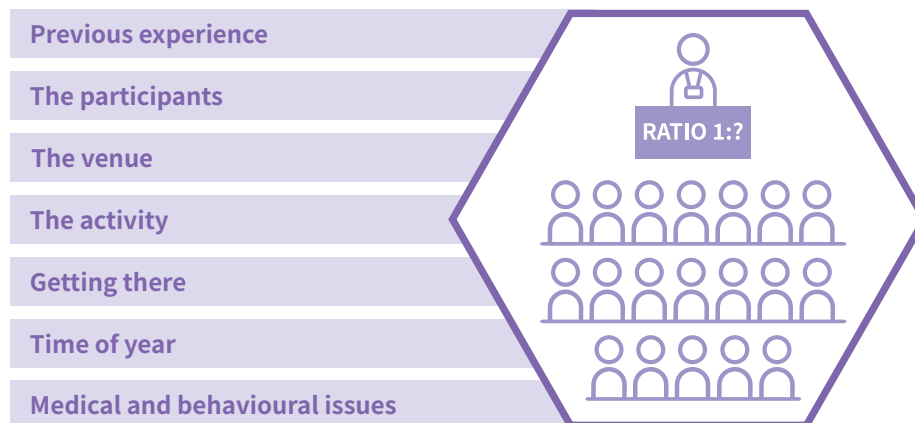 Previous experience
The participants
The venue
The activity
Getting there
Time of year
Medical and behavioural issues
RATIO 1:?